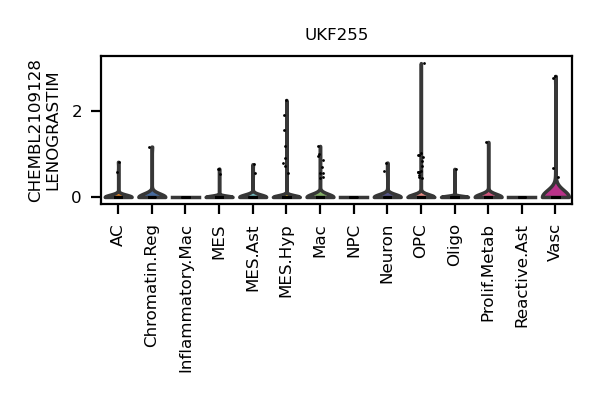 UKF255
CHEMBL2109128
LENOGRASTIM
2
0
AC
Chromatin.Reg
Inflammatory.Mac
MES
MES.Ast
MES.Hyp
Mac
NPC
Neuron
OPC
Oligo
Prolif.Metab
Reactive.Ast
Vasc